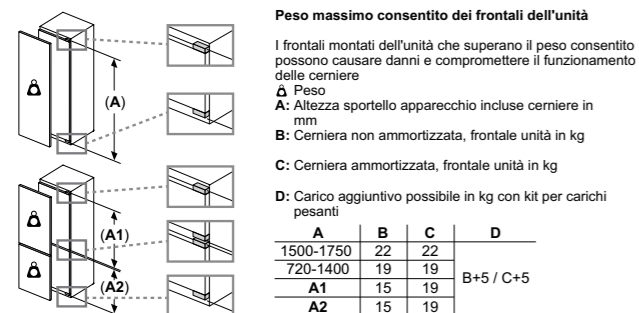 Peso massimo consentito dei frontali dell'unità
I frontali montati dell'unità che superano il peso consentito
possono causare danni e compromettere il funzionamento
delle cerniere
Peso
A: Altezza sportello apparecchio incluse cerniere in
mm
B: Cerniera non ammortizzata, frontale unità in kg
C: Cerniera ammortizzata, frontale unità in kg
D: Carico aggiuntivo possibile in kg con kit per carichi
pesanti
A B C D
1500-1750 22 22
720-1400 19 19
B+5 / C+5
A1 15 19
A2 15 19
(A)
(A1)
(A2)